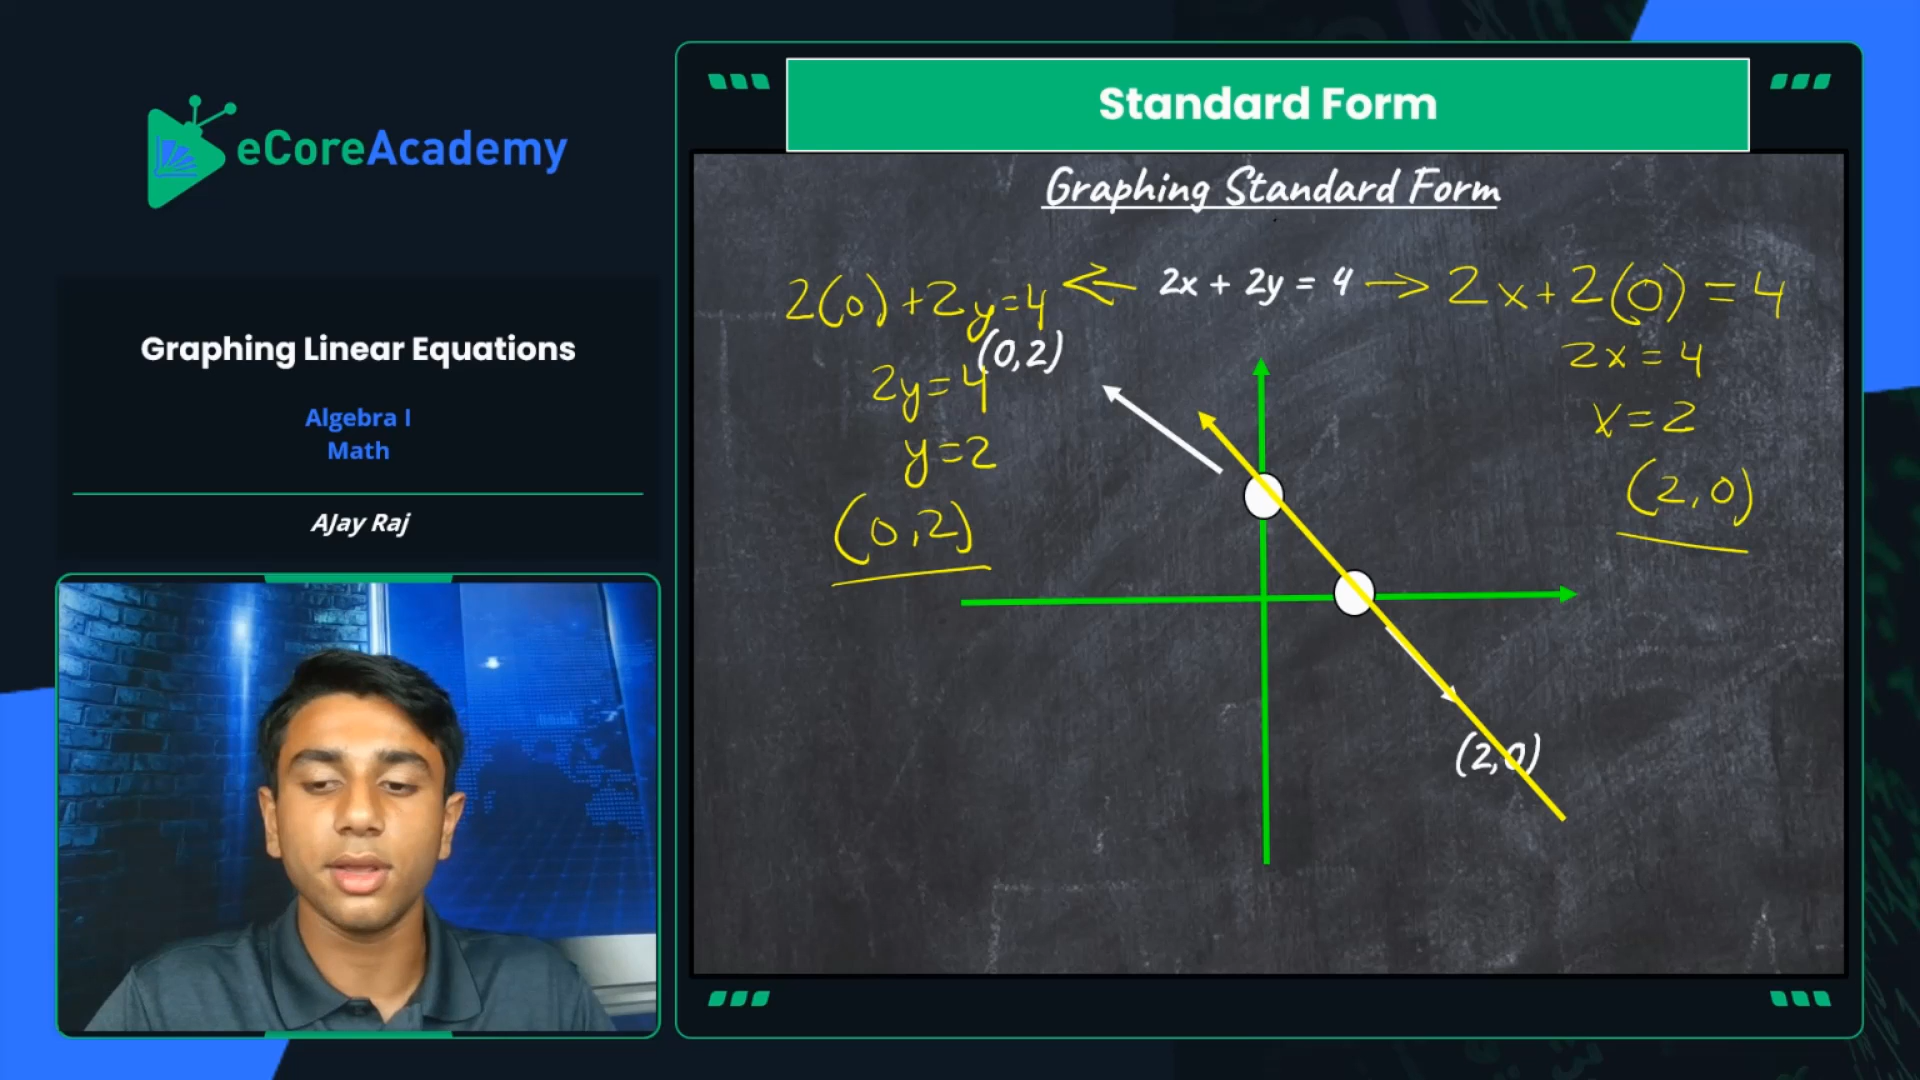 eCoreAcademy
Graphing Linear Equations
Algebra I
Math
AJay Raj
Standard Form
Graphing Standard Form
2(0)+2y=4 ← 2x + 2y = 4 → 2x+2(0)=4
(0,2)
2y=4
y=2
(0,2)
2x=4
x=2
(2,0)
(2,0)